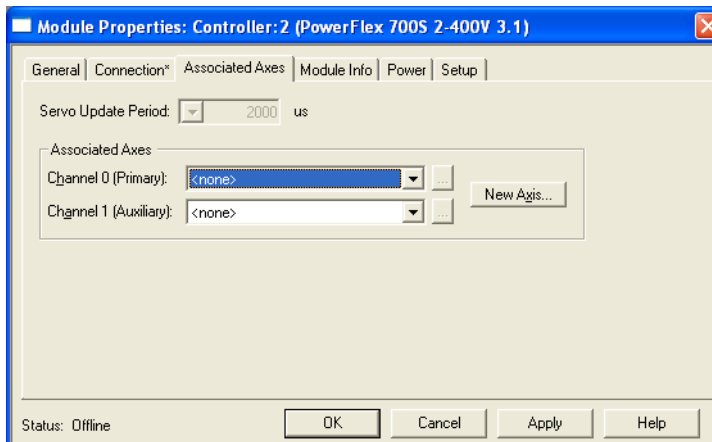 Module Properties: Controller:2 (PowerFlex 700S 2-400V 3.1)
General Connection* Associated Axes Module Info Power Setup
Servo Update Period: 2000 us
Associated Axes
Channel 0 (Primary): <none> ...
New Axis...
Channel 1 (Auxiliary): <none> ...
Status: Offline OK Cancel Apply Help